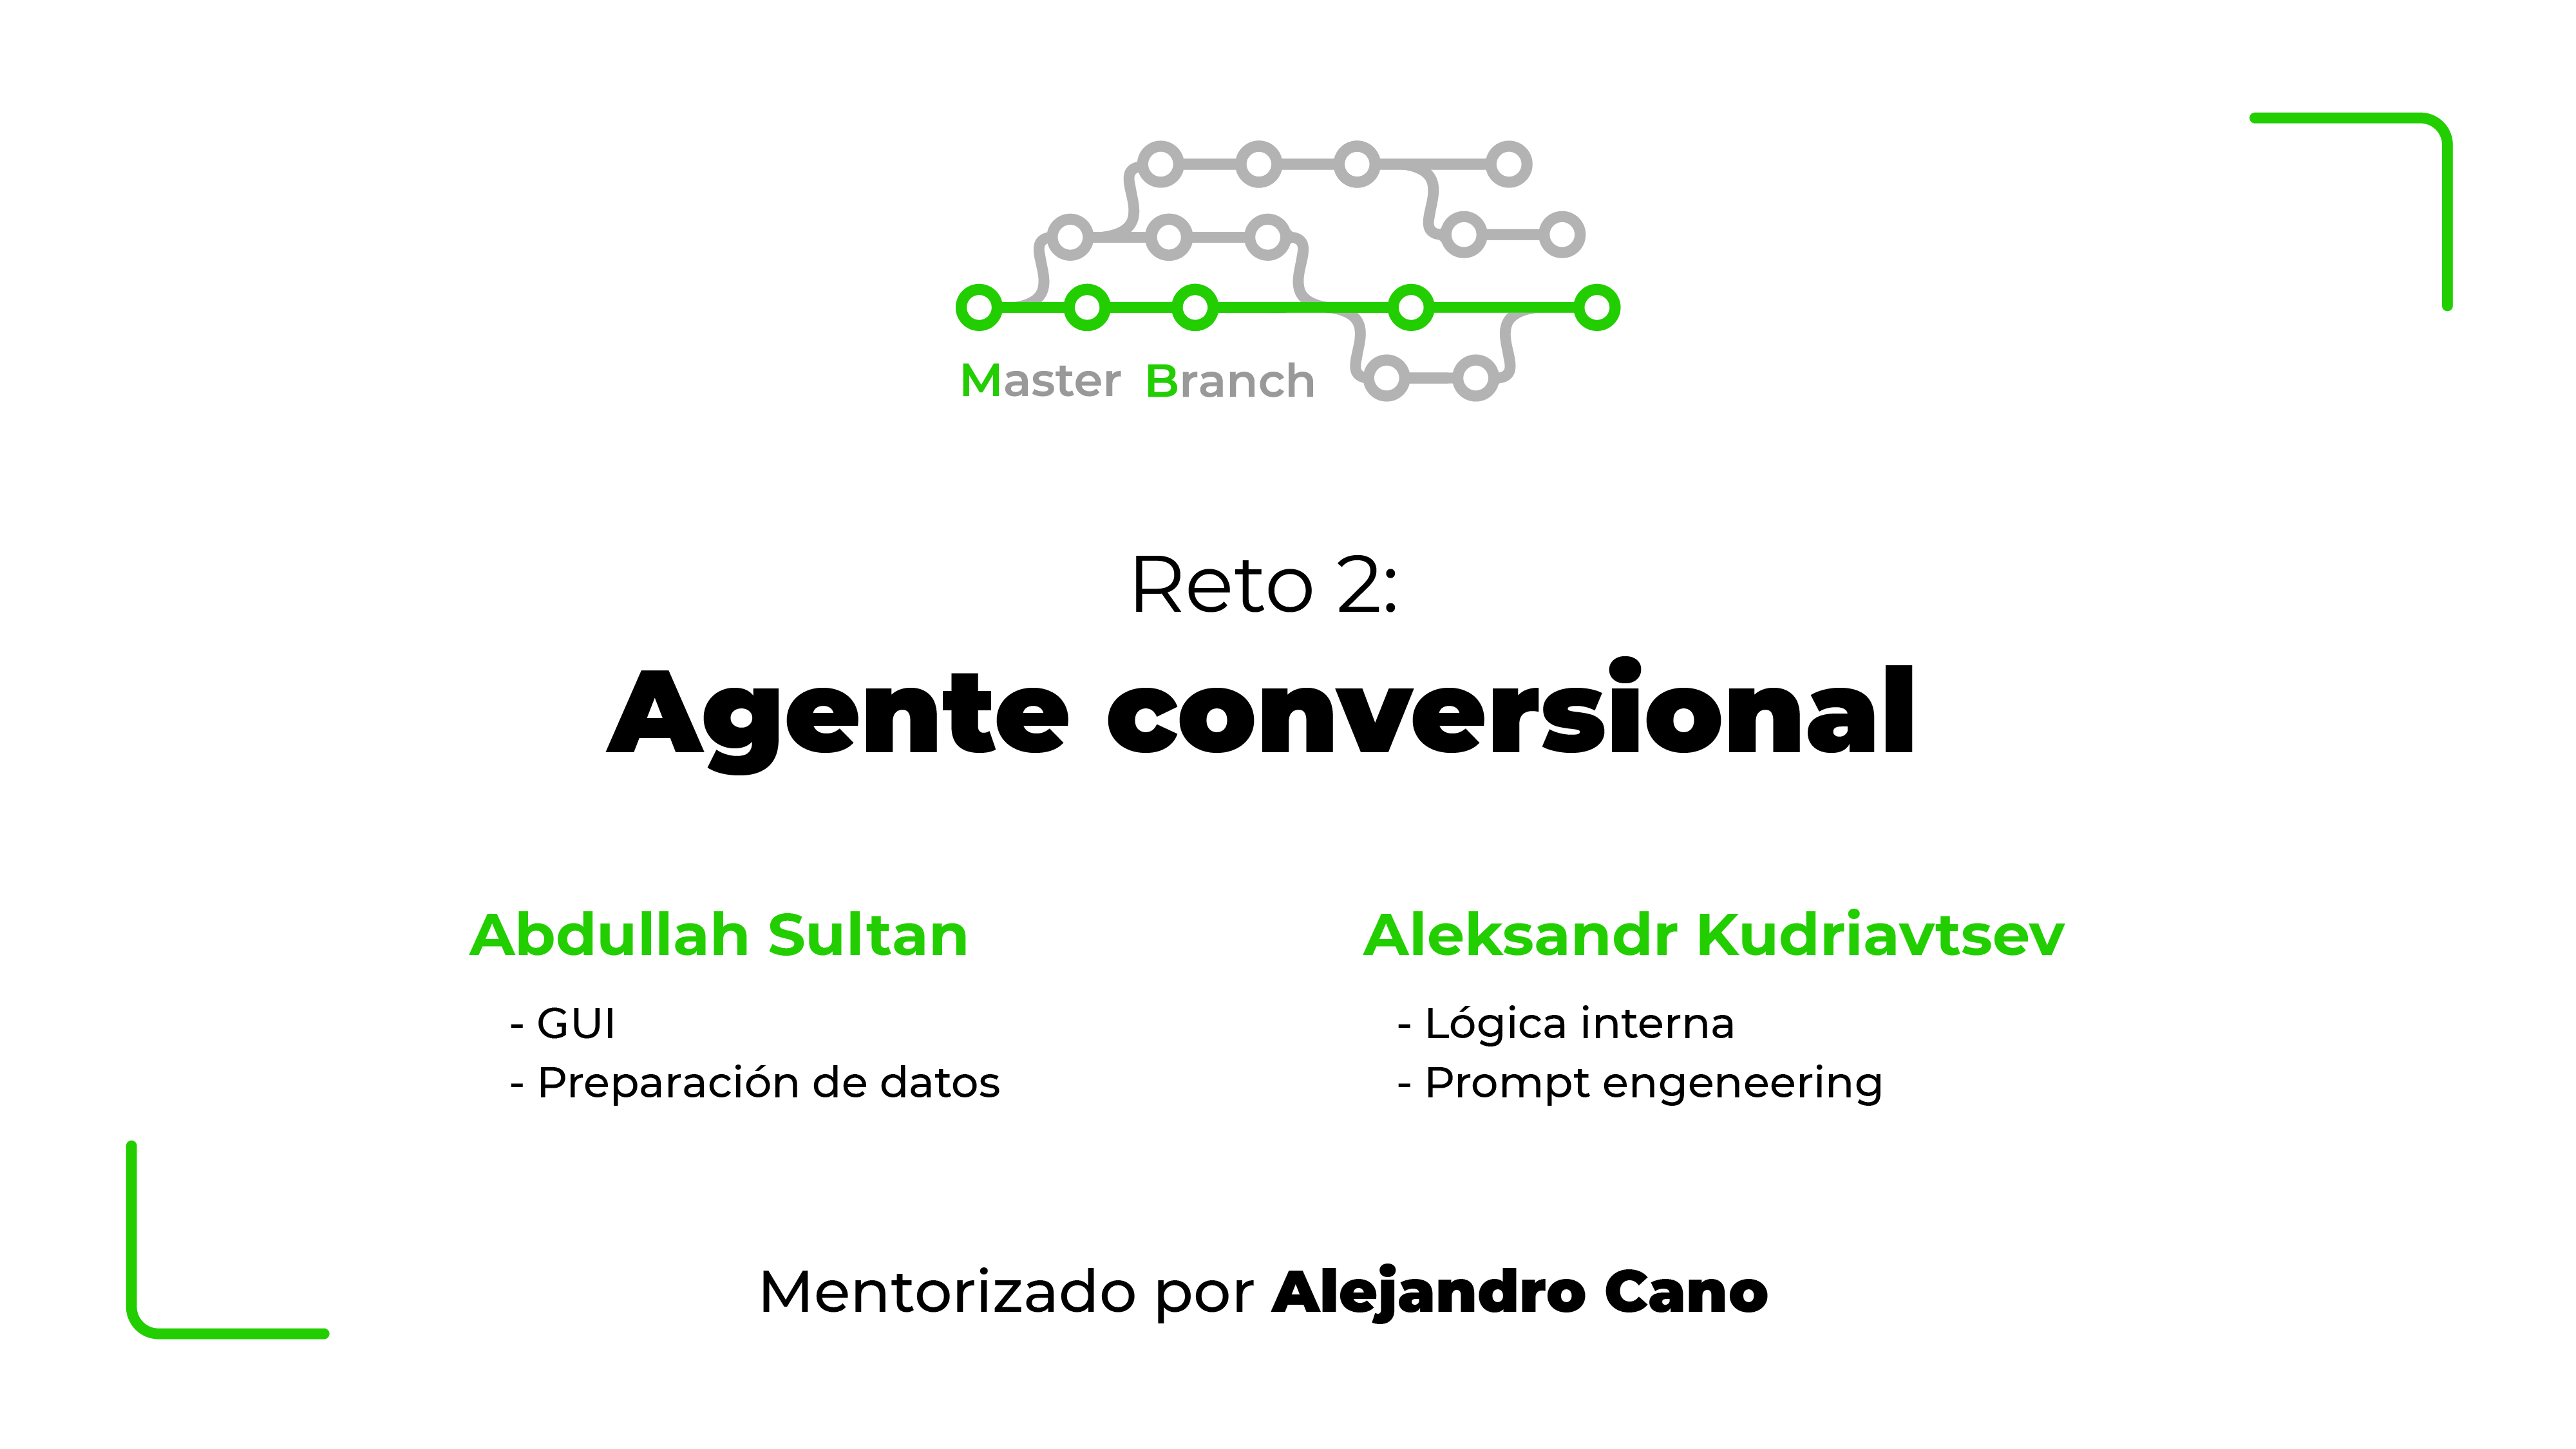 Master Branch
Reto 2:
Agente conversional
Abdullah Sultan
- GUI
- Preparación de datos
Aleksandr Kudriavtsev
- Lógica interna
- Prompt engeneering
Mentorizado por Alejandro Cano